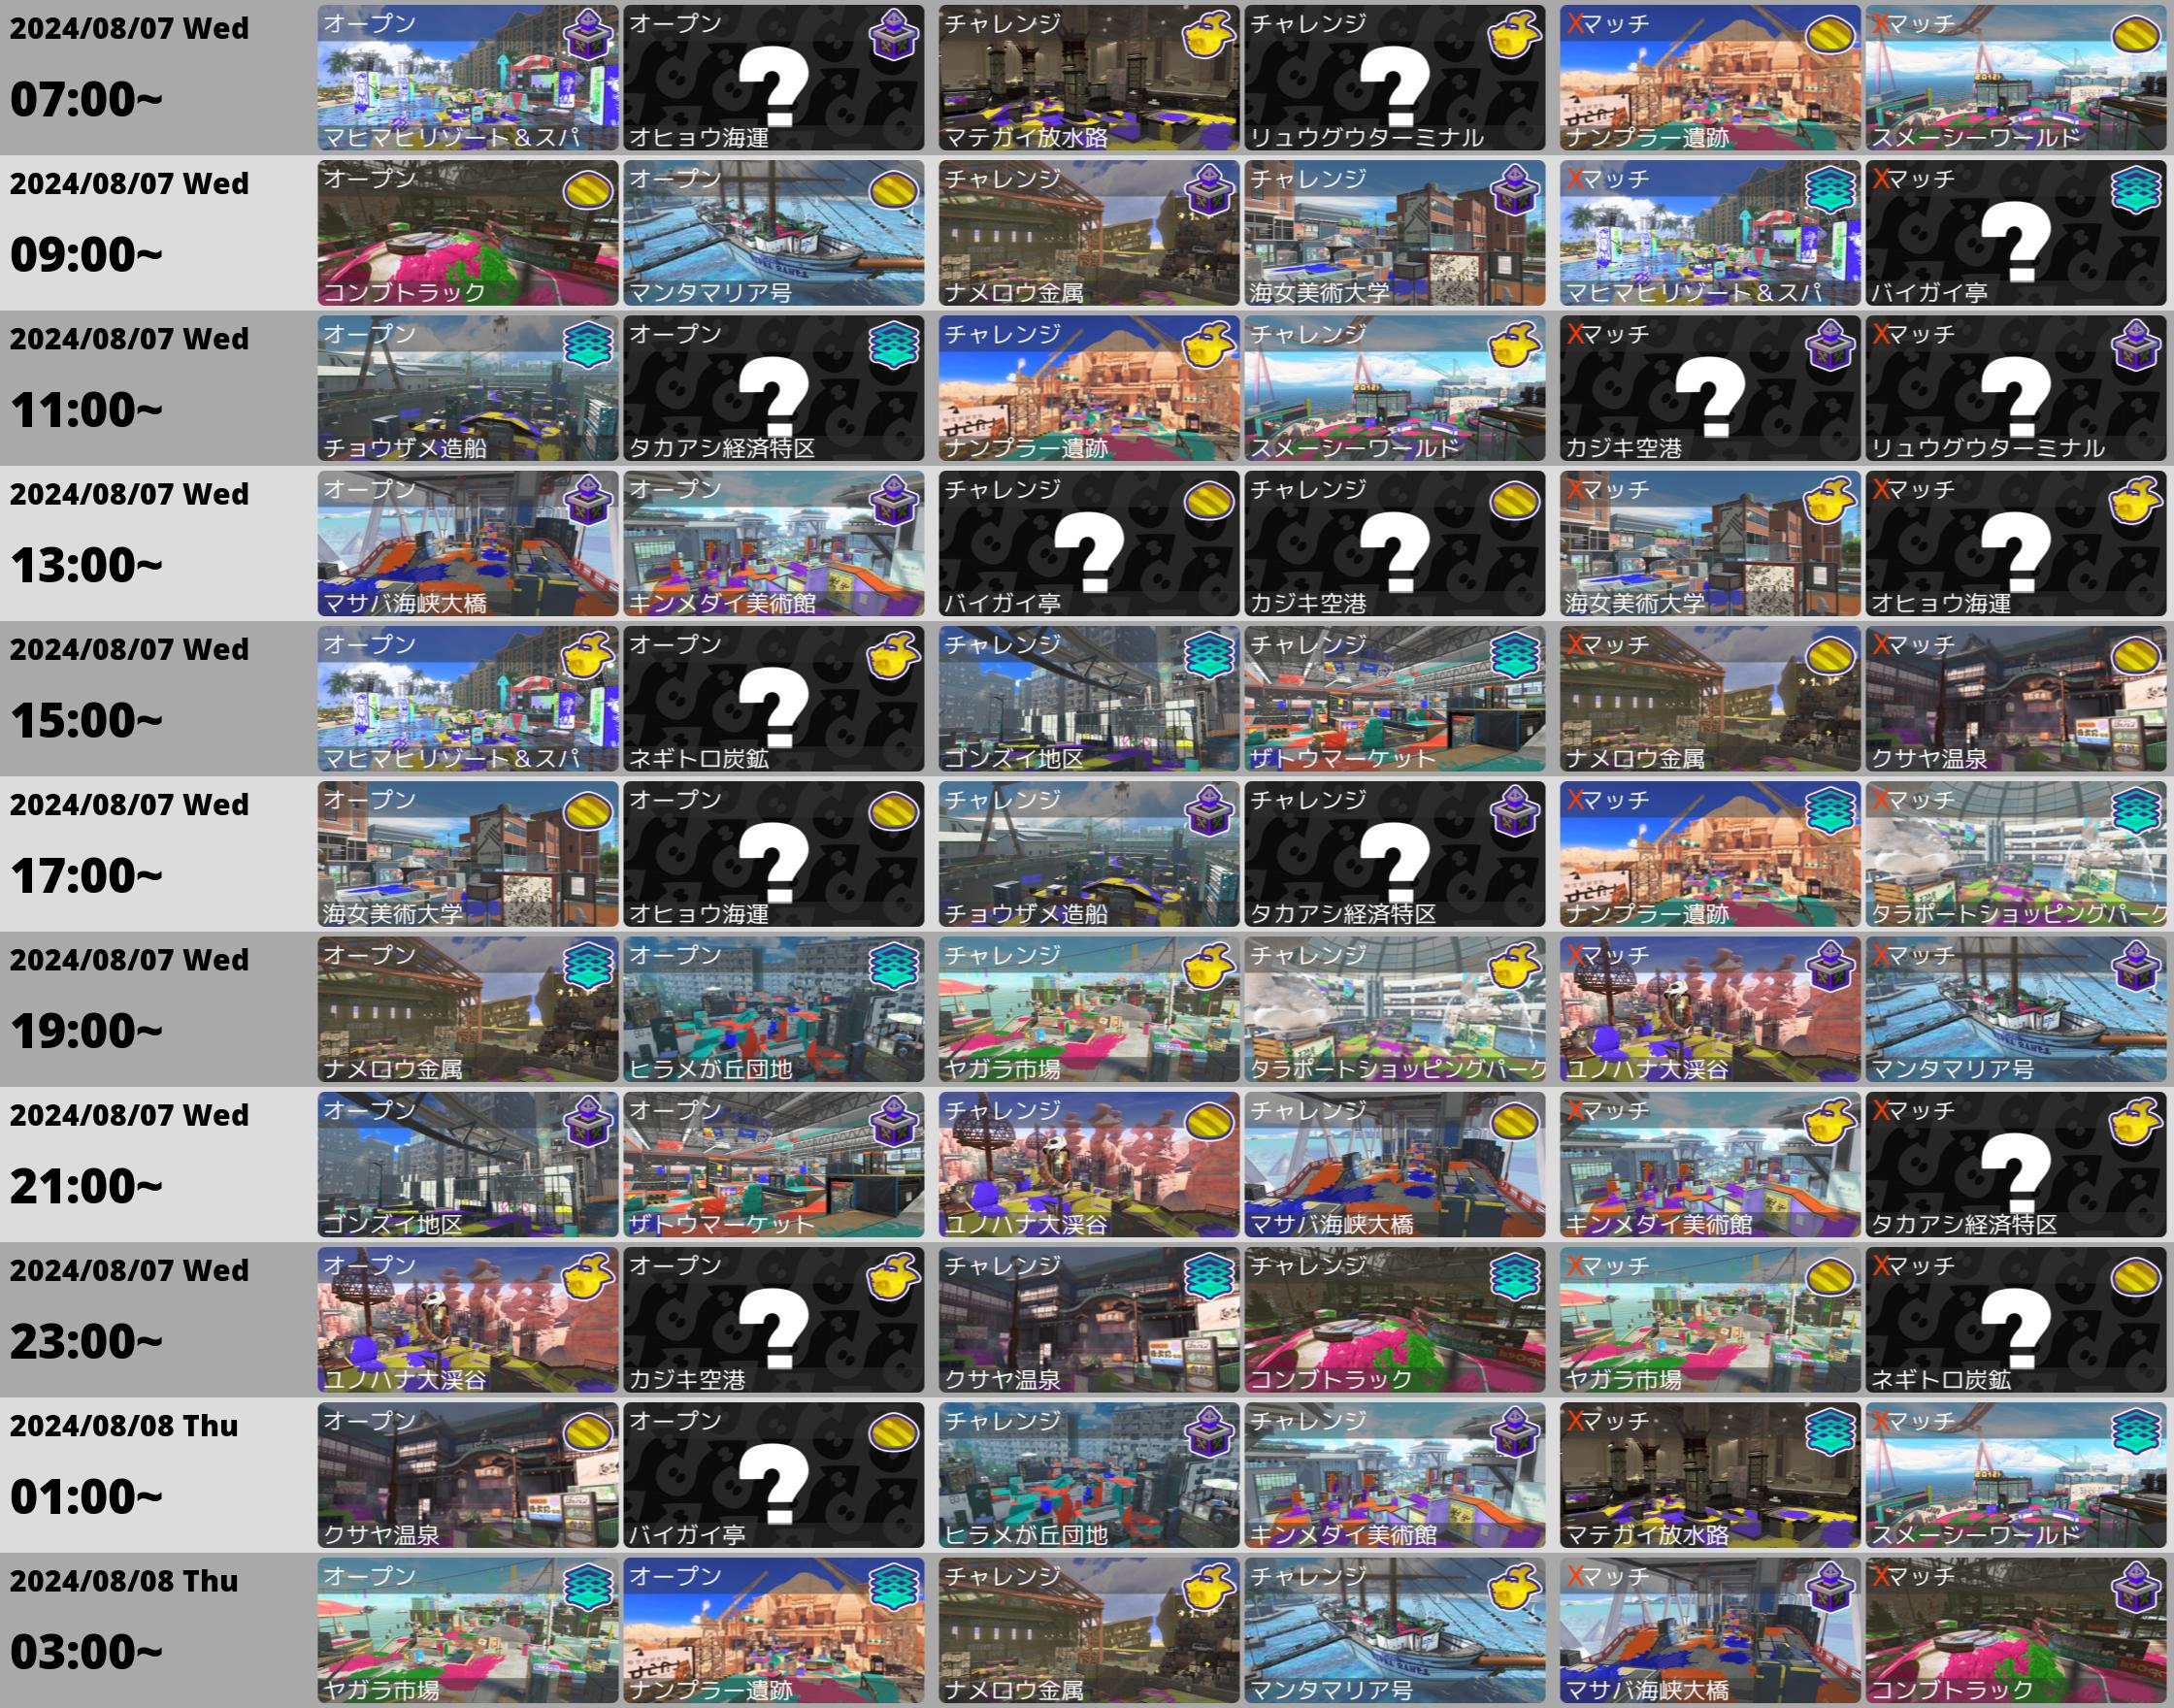 2024/08/07 Wed
07:00~
オープン
マヒマヒリゾート＆スパ
オープン
オヒョウ海運
チャレンジ
マテガイ放水路
チャレンジ
リュウグウターミナル
Xマッチ
ナンプラー遺跡
Xマッチ
スメーシーワールド
2024/08/07 Wed
09:00~
オープン
コンブトラック
オープン
マンタマリア号
チャレンジ
ナメロウ金属
チャレンジ
海女美術大学
Xマッチ
マヒマヒリゾート＆スパ
Xマッチ
バイガイ亭
2024/08/07 Wed
11:00~
オープン
チョウザメ造船
オープン
タカアシ経済特区
チャレンジ
ナンプラー遺跡
チャレンジ
スメーシーワールド
Xマッチ
カジキ空港
Xマッチ
リュウグウターミナル
2024/08/07 Wed
13:00~
オープン
マサバ海峡大橋
オープン
キンメダイ美術館
チャレンジ
バイガイ亭
チャレンジ
カジキ空港
Xマッチ
海女美術大学
Xマッチ
オヒョウ海運
2024/08/07 Wed
15:00~
オープン
マヒマヒリゾート＆スパ
オープン
ネギトロ炭鉱
チャレンジ
ゴンズイ地区
チャレンジ
ザトウマーケット
Xマッチ
ナメロウ金属
Xマッチ
クサヤ温泉
2024/08/07 Wed
17:00~
オープン
海女美術大学
オープン
オヒョウ海運
チャレンジ
チョウザメ造船
チャレンジ
タカアシ経済特区
Xマッチ
ナンプラー遺跡
Xマッチ
タラポートショッピングパーク
2024/08/07 Wed
19:00~
オープン
ナメロウ金属
オープン
ヒラメが丘団地
チャレンジ
ヤガラ市場
チャレンジ
タラポートショッピングパーク
Xマッチ
ユノハナ大渓谷
Xマッチ
マンタマリア号
2024/08/07 Wed
21:00~
オープン
ゴンズイ地区
オープン
ザトウマーケット
チャレンジ
ユノハナ大渓谷
チャレンジ
マサバ海峡大橋
Xマッチ
キンメダイ美術館
Xマッチ
タカアシ経済特区
2024/08/07 Wed
23:00~
オープン
ユノハナ大渓谷
オープン
カジキ空港
チャレンジ
クサヤ温泉
チャレンジ
コンブトラック
Xマッチ
ヤガラ市場
Xマッチ
ネギトロ炭鉱
2024/08/08 Thu
01:00~
オープン
クサヤ温泉
オープン
バイガイ亭
チャレンジ
ヒラメが丘団地
チャレンジ
キンメダイ美術館
Xマッチ
マテガイ放水路
Xマッチ
スメーシーワールド
2024/08/08 Thu
03:00~
オープン
ヤガラ市場
オープン
ナンプラー遺跡
チャレンジ
ナメロウ金属
チャレンジ
マンタマリア号
Xマッチ
マサバ海峡大橋
Xマッチ
コンブトラック